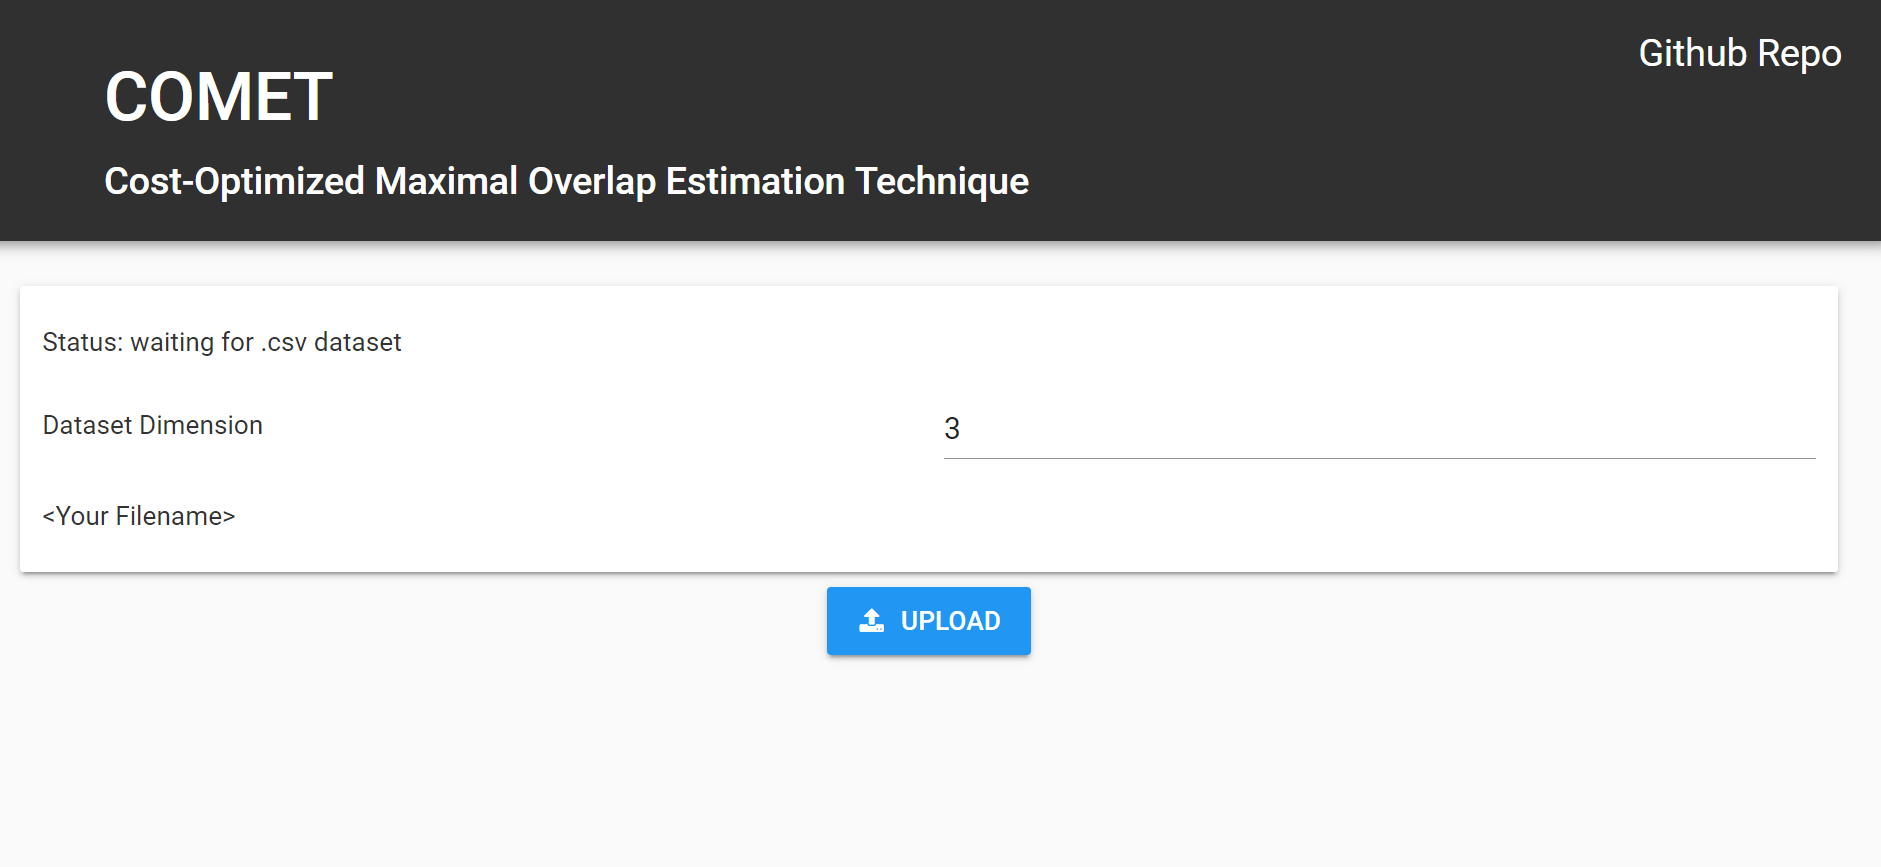 Github Repo
COMET
Cost-Optimized Maximal Overlap Estimation Technique
Status: waiting for .csv dataset
Dataset Dimension
3
<Your Filename>
UPLOAD